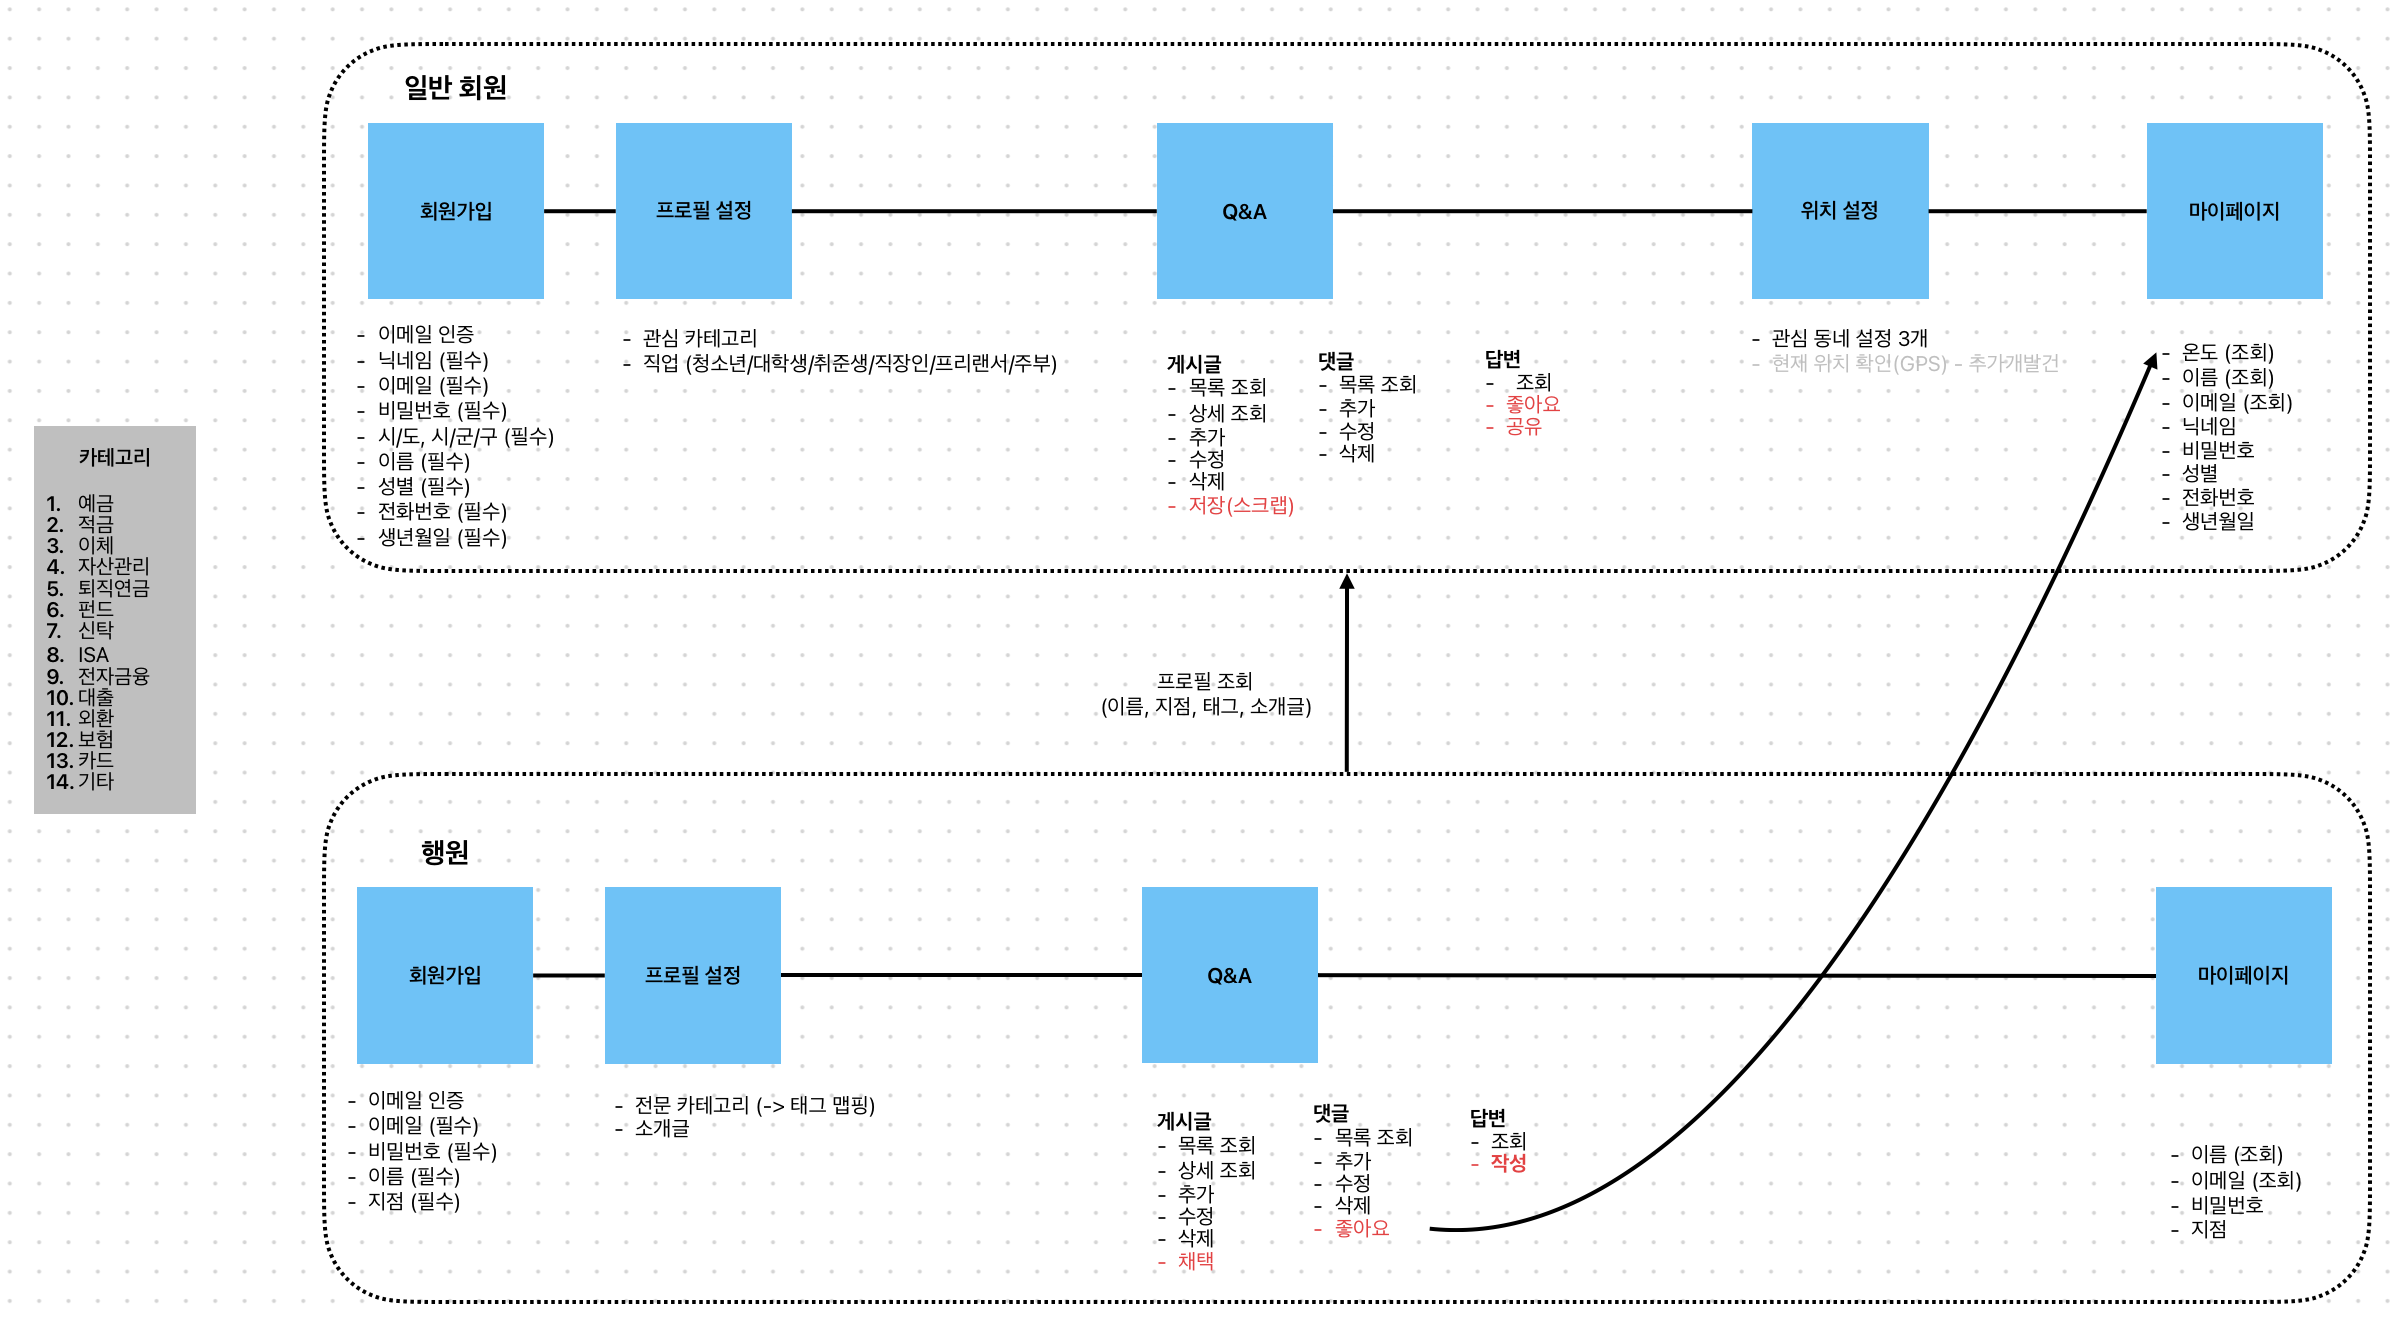 일반 회원
회원가입
- 이메일 인증
- 닉네임 (필수)
- 이메일 (필수)
- 비밀번호 (필수)
- 시/도, 시/군/구 (필수)
- 이름 (필수)
- 성별 (필수)
- 전화번호 (필수)
- 생년월일 (필수)
프로필 설정
- 관심 카테고리
- 직업 (청소년/대학생/취준생/직장인/프리랜서/주부)
Q&A
게시글
- 목록 조회
- 상세 조회
- 추가
- 수정
- 삭제
- 저장(스크랩)
댓글
- 목록 조회
- 추가
- 수정
- 삭제
답변
- 조회
- 좋아요
- 공유
위치 설정
- 관심 동네 설정 3개
- 현재 위치 확인(GPS) - 추가개발건
마이페이지
- 온도 (조회)
- 이름 (조회)
- 이메일 (조회)
- 닉네임
- 비밀번호
- 성별
- 전화번호
- 생년월일
카테고리
1. 예금
2. 적금
3. 이체
4. 자산관리
5. 퇴직연금
6. 펀드
7. 신탁
8. ISA
9. 전자금융
10. 대출
11. 외환
12. 보험
13. 카드
14. 기타
프로필 조회
(이름, 지점, 태그, 소개글)
행원
회원가입
- 이메일 인증
- 이메일 (필수)
- 비밀번호 (필수)
- 이름 (필수)
- 지점 (필수)
프로필 설정
- 전문 카테고리 (-> 태그 맵핑)
- 소개글
Q&A
게시글
- 목록 조회
- 상세 조회
- 추가
- 수정
- 삭제
- 채택
댓글
- 목록 조회
- 추가
- 수정
- 삭제
- 좋아요
답변
- 조회
- 작성
마이페이지
- 이름 (조회)
- 이메일 (조회)
- 비밀번호
- 지점